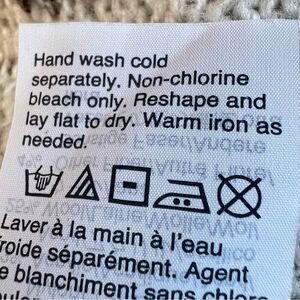 Hand wash cold
separately. Non-chlorine
bleach only. Reshape and
lay flat to dry. Warm iron as
needed.
Laver à la main à l'eau
froide séparément. Agent
blanchiment sans